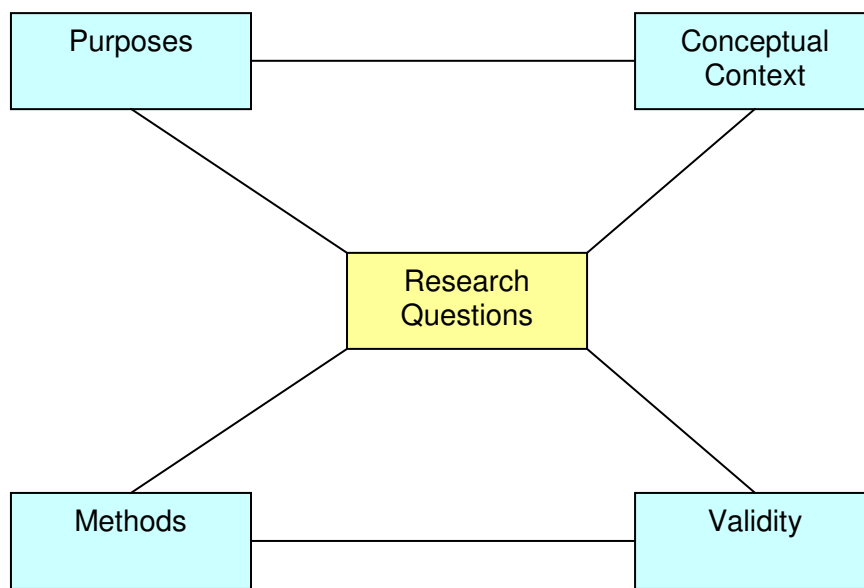 Purposes
Conceptual
Context
Research
Questions
Methods
Validity